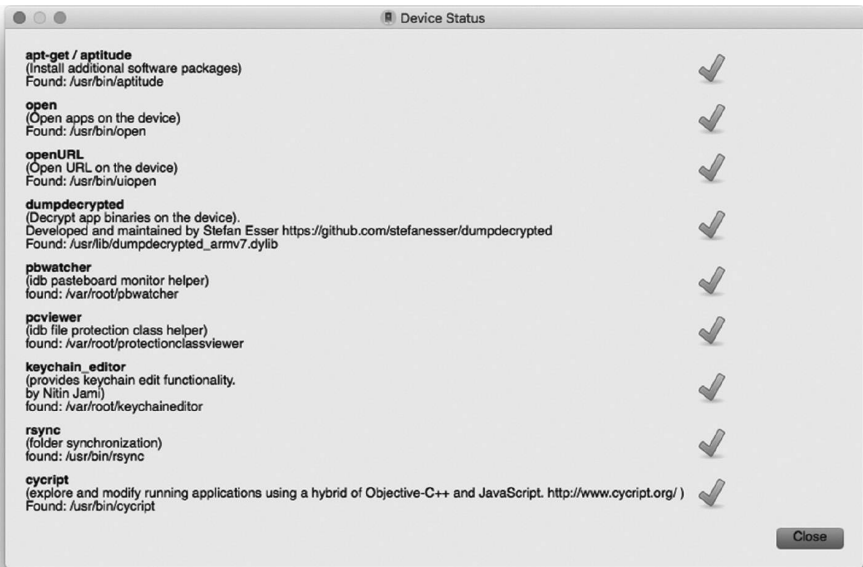 Device Status
apt-get / aptitude
(Install additional software packages)
Found: /usr/bin/aptitude
open
(Open apps on the device)
Found: /usr/bin/open
openURL
(Open URL on the device)
Found: /usr/bin/uiopen
dumpdecrypted
(Decrypt app binaries on the device).
Developed and maintained by Stefan Esser https://github.com/stefanesser/dumpdecrypted
Found: /usr/lib/dumpdecrypted_armv7.dylib
pbwatcher
(idb pasteboard monitor helper)
found: /var/root/pbwatcher
pcviewer
(idb file protection class helper)
found: /var/root/protectionclassviewer
keychain_editor
(provides keychain edit functionality.
by Nitin Jami)
found: /var/root/keychaineditor
rsync
(folder synchronization)
found: /usr/bin/rsync
cycript
(explore and modify running applications using a hybrid of Objective-C++ and JavaScript. http://www.cycript.org/ )
Found: /usr/bin/cycript
Close